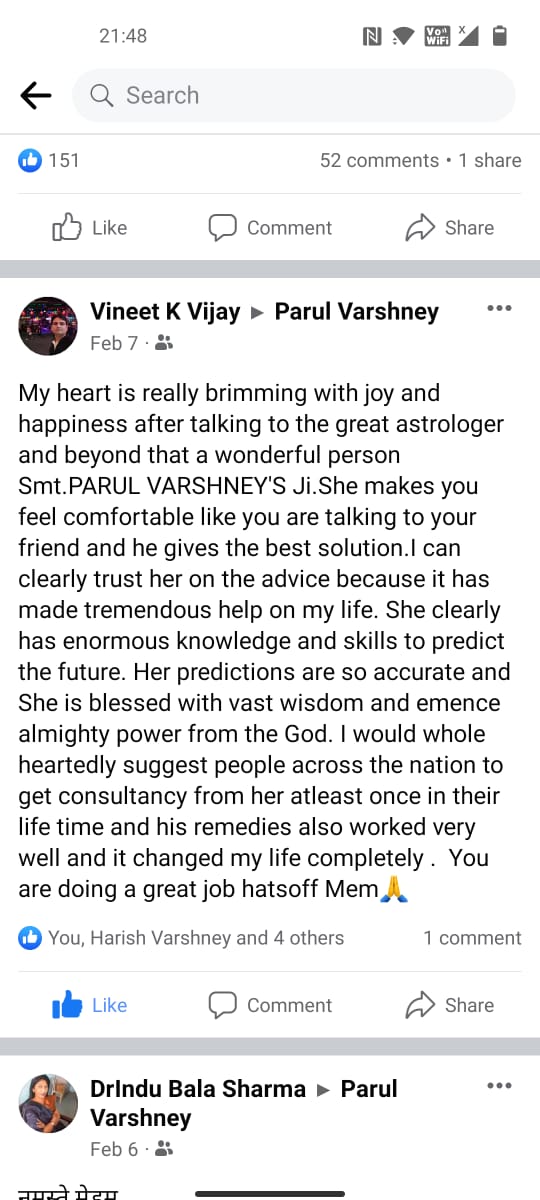 21:48
Vo))
WiFi
X
Search
151
52 comments • 1 share
Like
Comment
Share
Vineet K Vijay ▸ Parul Varshney
Feb 7 ·
My heart is really brimming with joy and
happiness after talking to the great astrologer
and beyond that a wonderful person
Smt.PARUL VARSHNEY'S Ji.She makes you
feel comfortable like you are talking to your
friend and he gives the best solution.I can
clearly trust her on the advice because it has
made tremendous help on my life. She clearly
has enormous knowledge and skills to predict
the future. Her predictions are so accurate and
She is blessed with vast wisdom and emence
almighty power from the God. I would whole
heartedly suggest people across the nation to
get consultancy from her atleast once in their
life time and his remedies also worked very
well and it changed my life completely .  You
are doing a great job hatsoff Mem🙏
You, Harish Varshney and 4 others
1 comment
Like
Comment
Share
DrIndu Bala Sharma ▸ Parul
Varshney
Feb 6 ·
नमस्ते मेडम